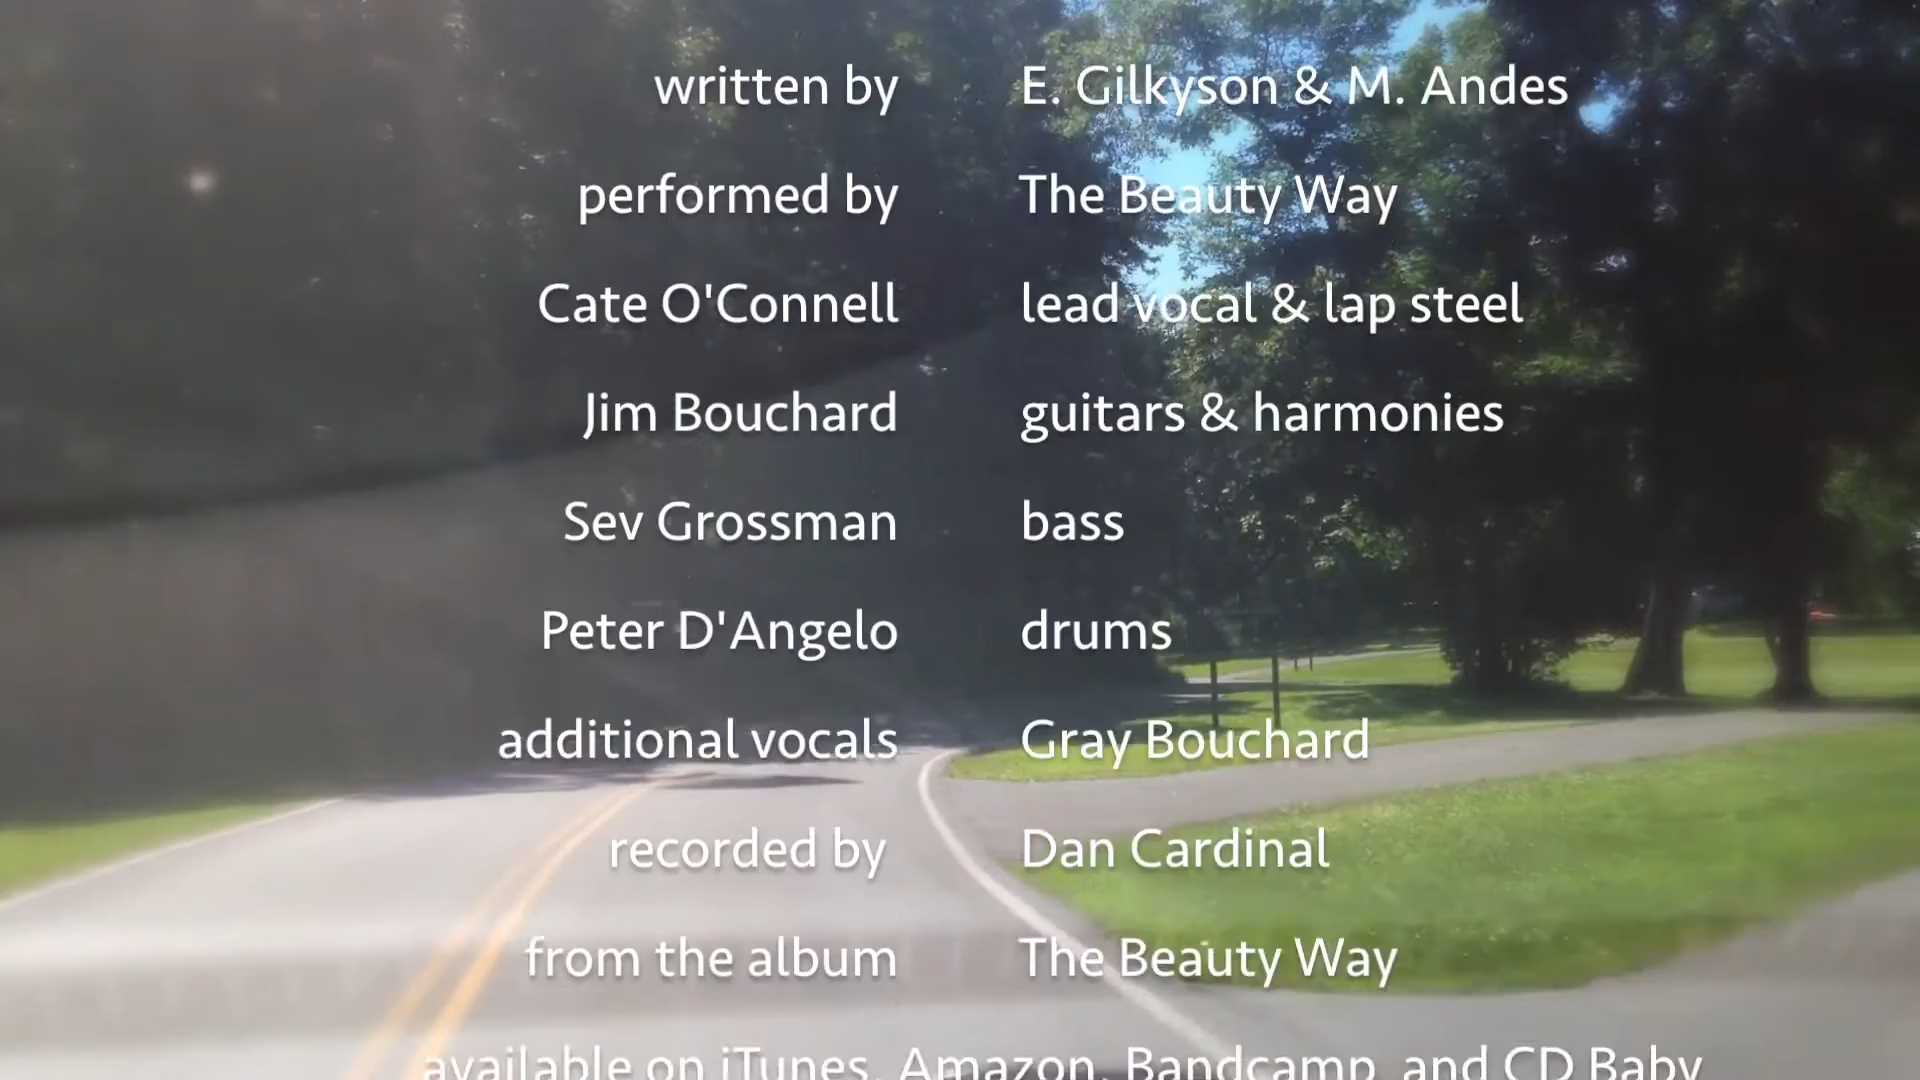 written by E. Gilkyson & M. Andes
performed by The Beauty Way
Cate O'Connell lead vocal & lap steel
Jim Bouchard guitars & harmonies
Sev Grossman bass
Peter D'Angelo drums
additional vocals Gray Bouchard
recorded by Dan Cardinal
from the album The Beauty Way
available on iTunes, Amazon, Bandcamp, and CD Baby